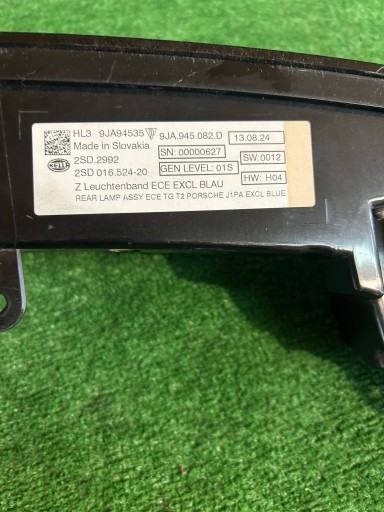 HL3 9JA94535 9JA.945.082.D 13.08.24
Made in Slovakia SN: 00000627
HELLA 2SD.2992 SW:0012
2SD 016.524-20 GEN LEVEL: 01S HW: H04
Z Leuchtenband ECE EXCL BLAU
REAR LAMP ASSY ECE TG T2 PORSCHE J1PA EXCL BLUE